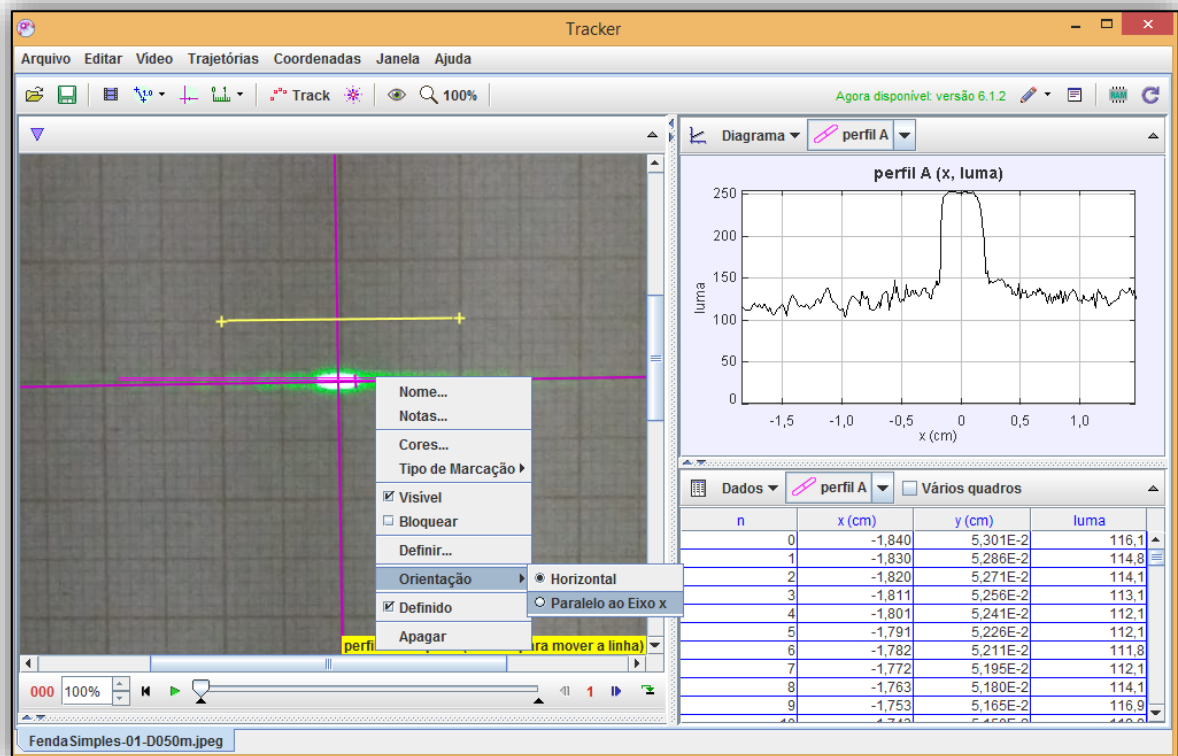 Tracker
Arquivo Editar Vídeo Trajetórias Coordenadas Janela Ajuda
1.0 Track 100% Agora disponível: versão 6.1.2 RAM
Diagrama perfil A
perfil A (x, luma)
250
200
150
100
50
0
luma
-1,5 -1,0 -0,5 0 0,5 1,0
x (cm)
Nome...
Notas...
Cores...
Tipo de Marcação
Visível
Bloquear
Definir...
Orientação
Horizontal
Paralelo ao Eixo x
Definido
Apagar
para mover a linha)
000 100% 1
FendaSimples-01-D050m.jpeg
Dados perfil A Vários quadros
n x (cm) y (cm) luma
0 -1,840 5,301E-2 116,1
1 -1,830 5,286E-2 114,8
2 -1,820 5,271E-2 114,1
3 -1,811 5,256E-2 113,1
4 -1,801 5,241E-2 112,1
5 -1,791 5,226E-2 112,1
6 -1,782 5,211E-2 111,8
7 -1,772 5,195E-2 112,1
8 -1,763 5,180E-2 114,1
9 -1,753 5,165E-2 116,9